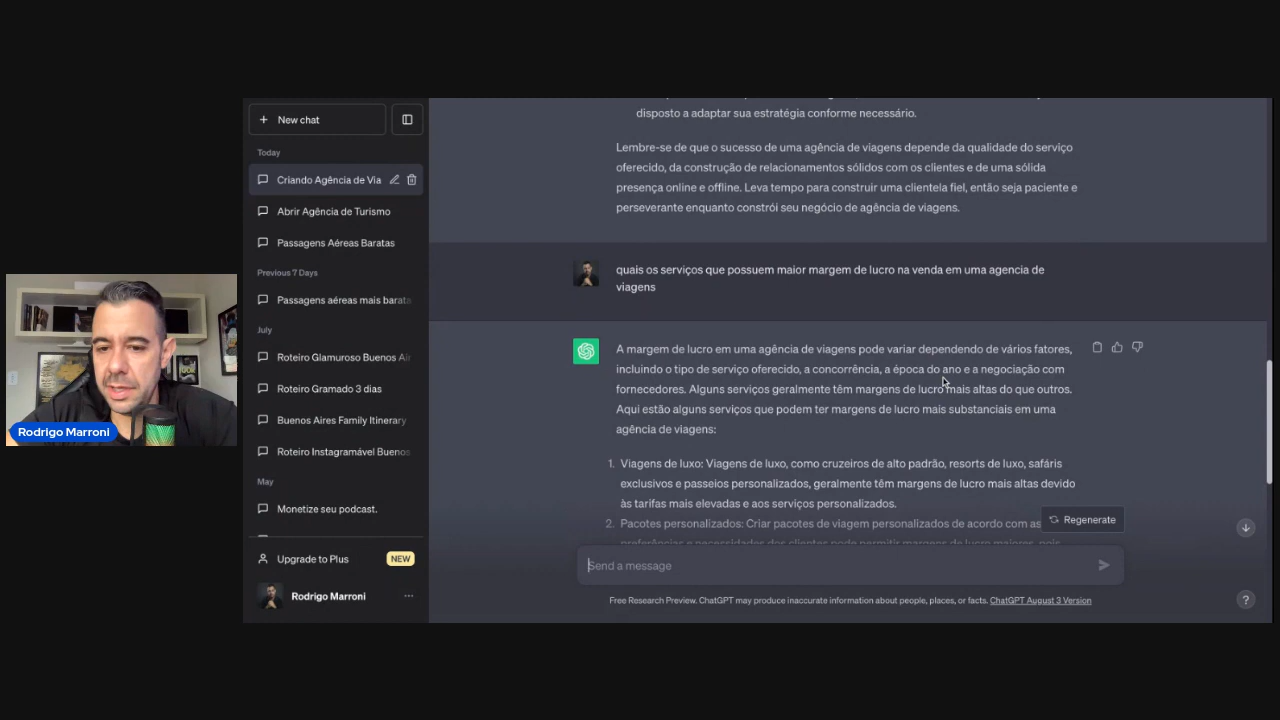 New chat
Today
Criando Agência de Via
Abrir Agência de Turismo
Passagens Aéreas Baratas
Previous 7 Days
Passagens aéreas mais barata
July
Roteiro Glamuroso Buenos Air
Roteiro Gramado 3 dias
Buenos Aires Family Itinerary
Roteiro Instagramável Buenos
May
Monetize seu podcast.
Upgrade to Plus NEW
Rodrigo Marroni
Rodrigo Marroni
disposto a adaptar sua estratégia conforme necessário.
Lembre-se de que o sucesso de uma agência de viagens depende da qualidade do serviço
oferecido, da construção de relacionamentos sólidos com os clientes e de uma sólida
presença online e offline. Leva tempo para construir uma clientela fiel, então seja paciente e
perseverante enquanto constrói seu negócio de agência de viagens.
quais os serviços que possuem maior margem de lucro na venda em uma agencia de
viagens
A margem de lucro em uma agência de viagens pode variar dependendo de vários fatores,
incluindo o tipo de serviço oferecido, a concorrência, a época do ano e a negociação com
fornecedores. Alguns serviços geralmente têm margens de lucro mais altas do que outros.
Aqui estão alguns serviços que podem ter margens de lucro mais substanciais em uma
agência de viagens:
1. Viagens de luxo: Viagens de luxo, como cruzeiros de alto padrão, resorts de luxo, safáris
exclusivos e passeios personalizados, geralmente têm margens de lucro mais altas devido
às tarifas mais elevadas e aos serviços personalizados.
2. Pacotes personalizados: Criar pacotes de viagem personalizados de acordo com as
preferências e necessidades dos clientes pode permitir margens de lucro maiores, pois
Regenerate
Send a message
Free Research Preview. ChatGPT may produce inaccurate information about people, places, or facts. ChatGPT August 3 Version
?